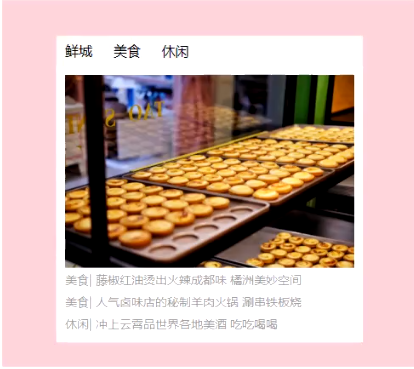 鲜城 美食 休闲
美食| 藤椒红油烫出火辣成都味 橘洲美妙空间
美食| 人气卤味店的秘制羊肉火锅 涮串铁板烧
休闲| 冲上云霄品世界各地美酒 吃吃喝喝